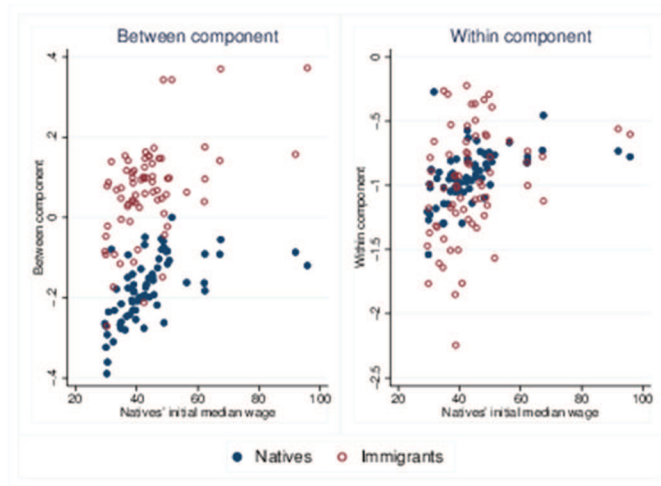 Between component
Within component
.4
.2
0
-.2
-.4
Between component
20
40
60
80
100
Natives' initial median wage
0
-.5
-1
-1.5
-2
-2.5
Within component
20
40
60
80
100
Natives' initial median wage
Natives
Immigrants